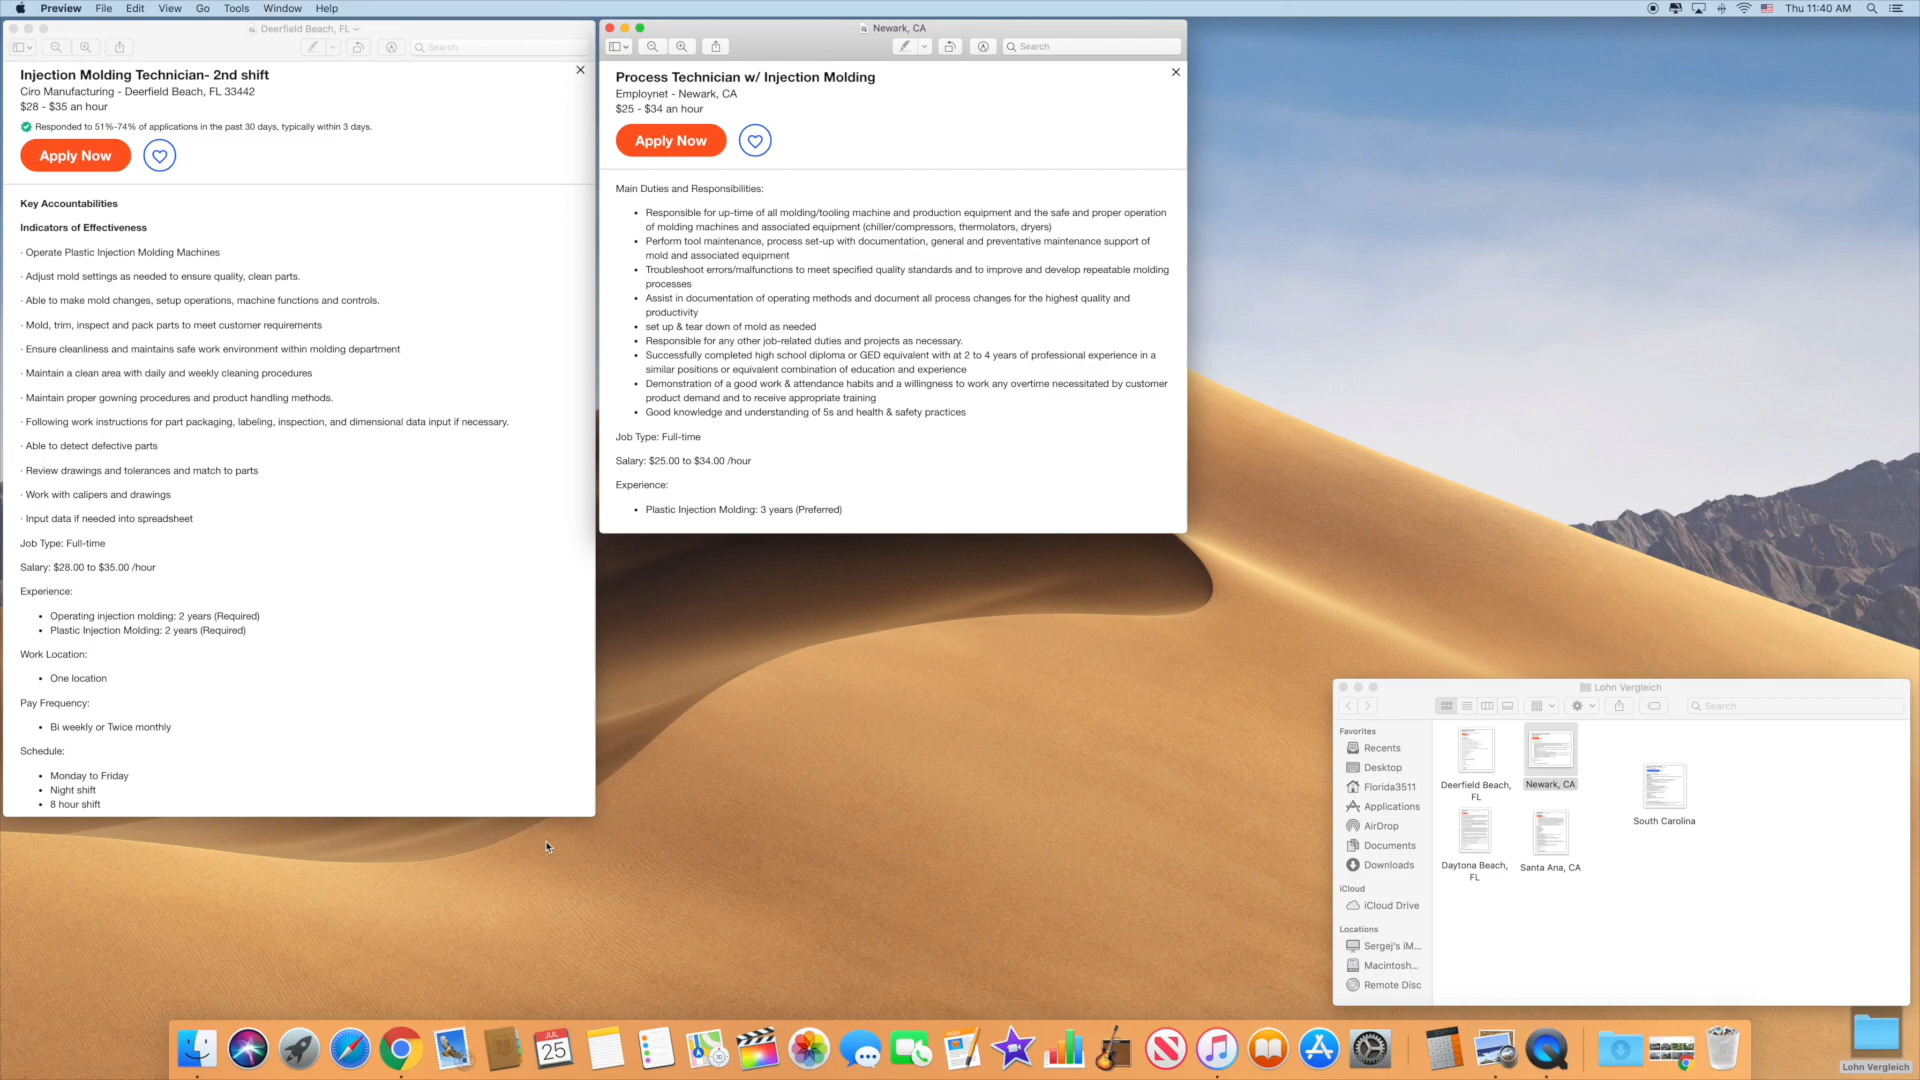 Preview File Edit View Go Tools Window Help
Thu 11:40 AM
Deerfield Beach, FL
Search
Injection Molding Technician- 2nd shift
Ciro Manufacturing - Deerfield Beach, FL 33442
$28 - $35 an hour
Responded to 51%-74% of applications in the past 30 days, typically within 3 days.
Apply Now
Key Accountabilities
Indicators of Effectiveness
· Operate Plastic Injection Molding Machines
· Adjust mold settings as needed to ensure quality, clean parts.
· Able to make mold changes, setup operations, machine functions and controls.
· Mold, trim, inspect and pack parts to meet customer requirements
· Ensure cleanliness and maintains safe work environment within molding department
· Maintain a clean area with daily and weekly cleaning procedures
· Maintain proper gowning procedures and product handling methods.
· Following work instructions for part packaging, labeling, inspection, and dimensional data input if necessary.
· Able to detect defective parts
· Review drawings and tolerances and match to parts
· Work with calipers and drawings
· Input data if needed into spreadsheet
Job Type: Full-time
Salary: $28.00 to $35.00 /hour
Experience:
• Operating injection molding: 2 years (Required)
• Plastic Injection Molding: 2 years (Required)
Work Location:
• One location
Pay Frequency:
• Bi weekly or Twice monthly
Schedule:
• Monday to Friday
• Night shift
• 8 hour shift
Newark, CA
Search
Process Technician w/ Injection Molding
Employnet - Newark, CA
$25 - $34 an hour
Apply Now
Main Duties and Responsibilities:
• Responsible for up-time of all molding/tooling machine and production equipment and the safe and proper operation
of molding machines and associated equipment (chiller/compressors, thermolators, dryers)
• Perform tool maintenance, process set-up with documentation, general and preventative maintenance support of
mold and associated equipment
• Troubleshoot errors/malfunctions to meet specified quality standards and to improve and develop repeatable molding
processes
• Assist in documentation of operating methods and document all process changes for the highest quality and
productivity
• set up & tear down of mold as needed
• Responsible for any other job-related duties and projects as necessary.
• Successfully completed high school diploma or GED equivalent with at 2 to 4 years of professional experience in a
similar positions or equivalent combination of education and experience
• Demonstration of a good work & attendance habits and a willingness to work any overtime necessitated by customer
product demand and to receive appropriate training
• Good knowledge and understanding of 5s and health & safety practices
Job Type: Full-time
Salary: $25.00 to $34.00 /hour
Experience:
• Plastic Injection Molding: 3 years (Preferred)
Lohn Vergleich
Search
Favorites
Recents
Desktop
Florida3511
Applications
AirDrop
Documents
Downloads
iCloud
iCloud Drive
Locations
Sergej's iM...
Macintosh...
Remote Disc
Deerfield Beach,
FL
Newark, CA
South Carolina
Daytona Beach,
FL
Santa Ana, CA
JUL
25
3D
Lohn Vergleich